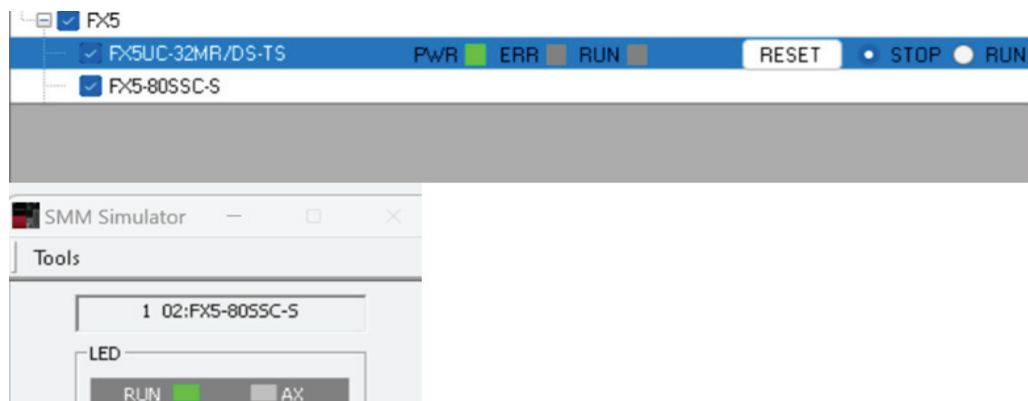 FX5
FX5UC-32MR/DS-TS PWR ERR RUN RESET STOP RUN
FX5-80SSC-S
SMM Simulator
Tools
1 02:FX5-80SSC-S
LED
RUN AX